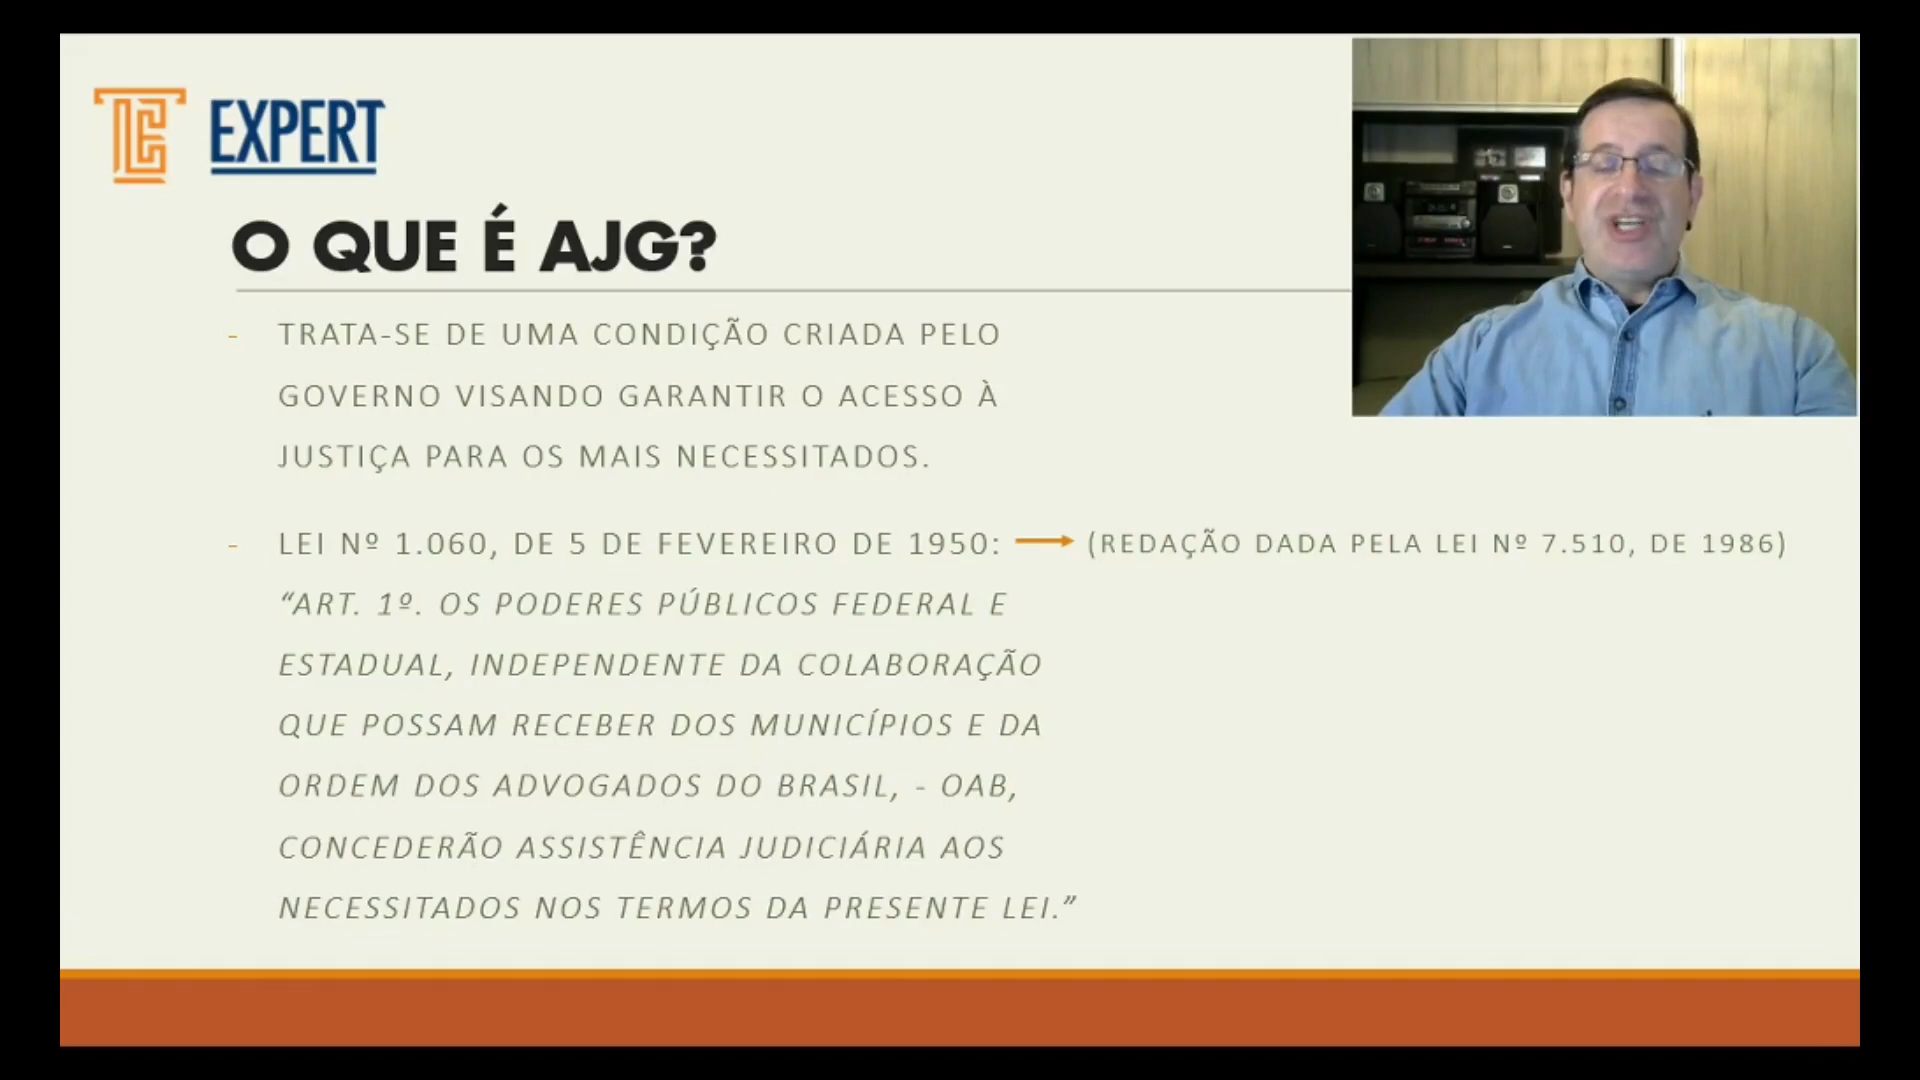 EXPERT
O QUE É AJG?
- TRATA-SE DE UMA CONDIÇÃO CRIADA PELO
GOVERNO VISANDO GARANTIR O ACESSO À
JUSTIÇA PARA OS MAIS NECESSITADOS.
- LEI Nº 1.060, DE 5 DE FEVEREIRO DE 1950: (REDAÇÃO DADA PELA LEI Nº 7.510, DE 1986)
“ART. 1º. OS PODERES PÚBLICOS FEDERAL E
ESTADUAL, INDEPENDENTE DA COLABORAÇÃO
QUE POSSAM RECEBER DOS MUNICÍPIOS E DA
ORDEM DOS ADVOGADOS DO BRASIL, - OAB,
CONCEDERÃO ASSISTÊNCIA JUDICIÁRIA AOS
NECESSITADOS NOS TERMOS DA PRESENTE LEI.”